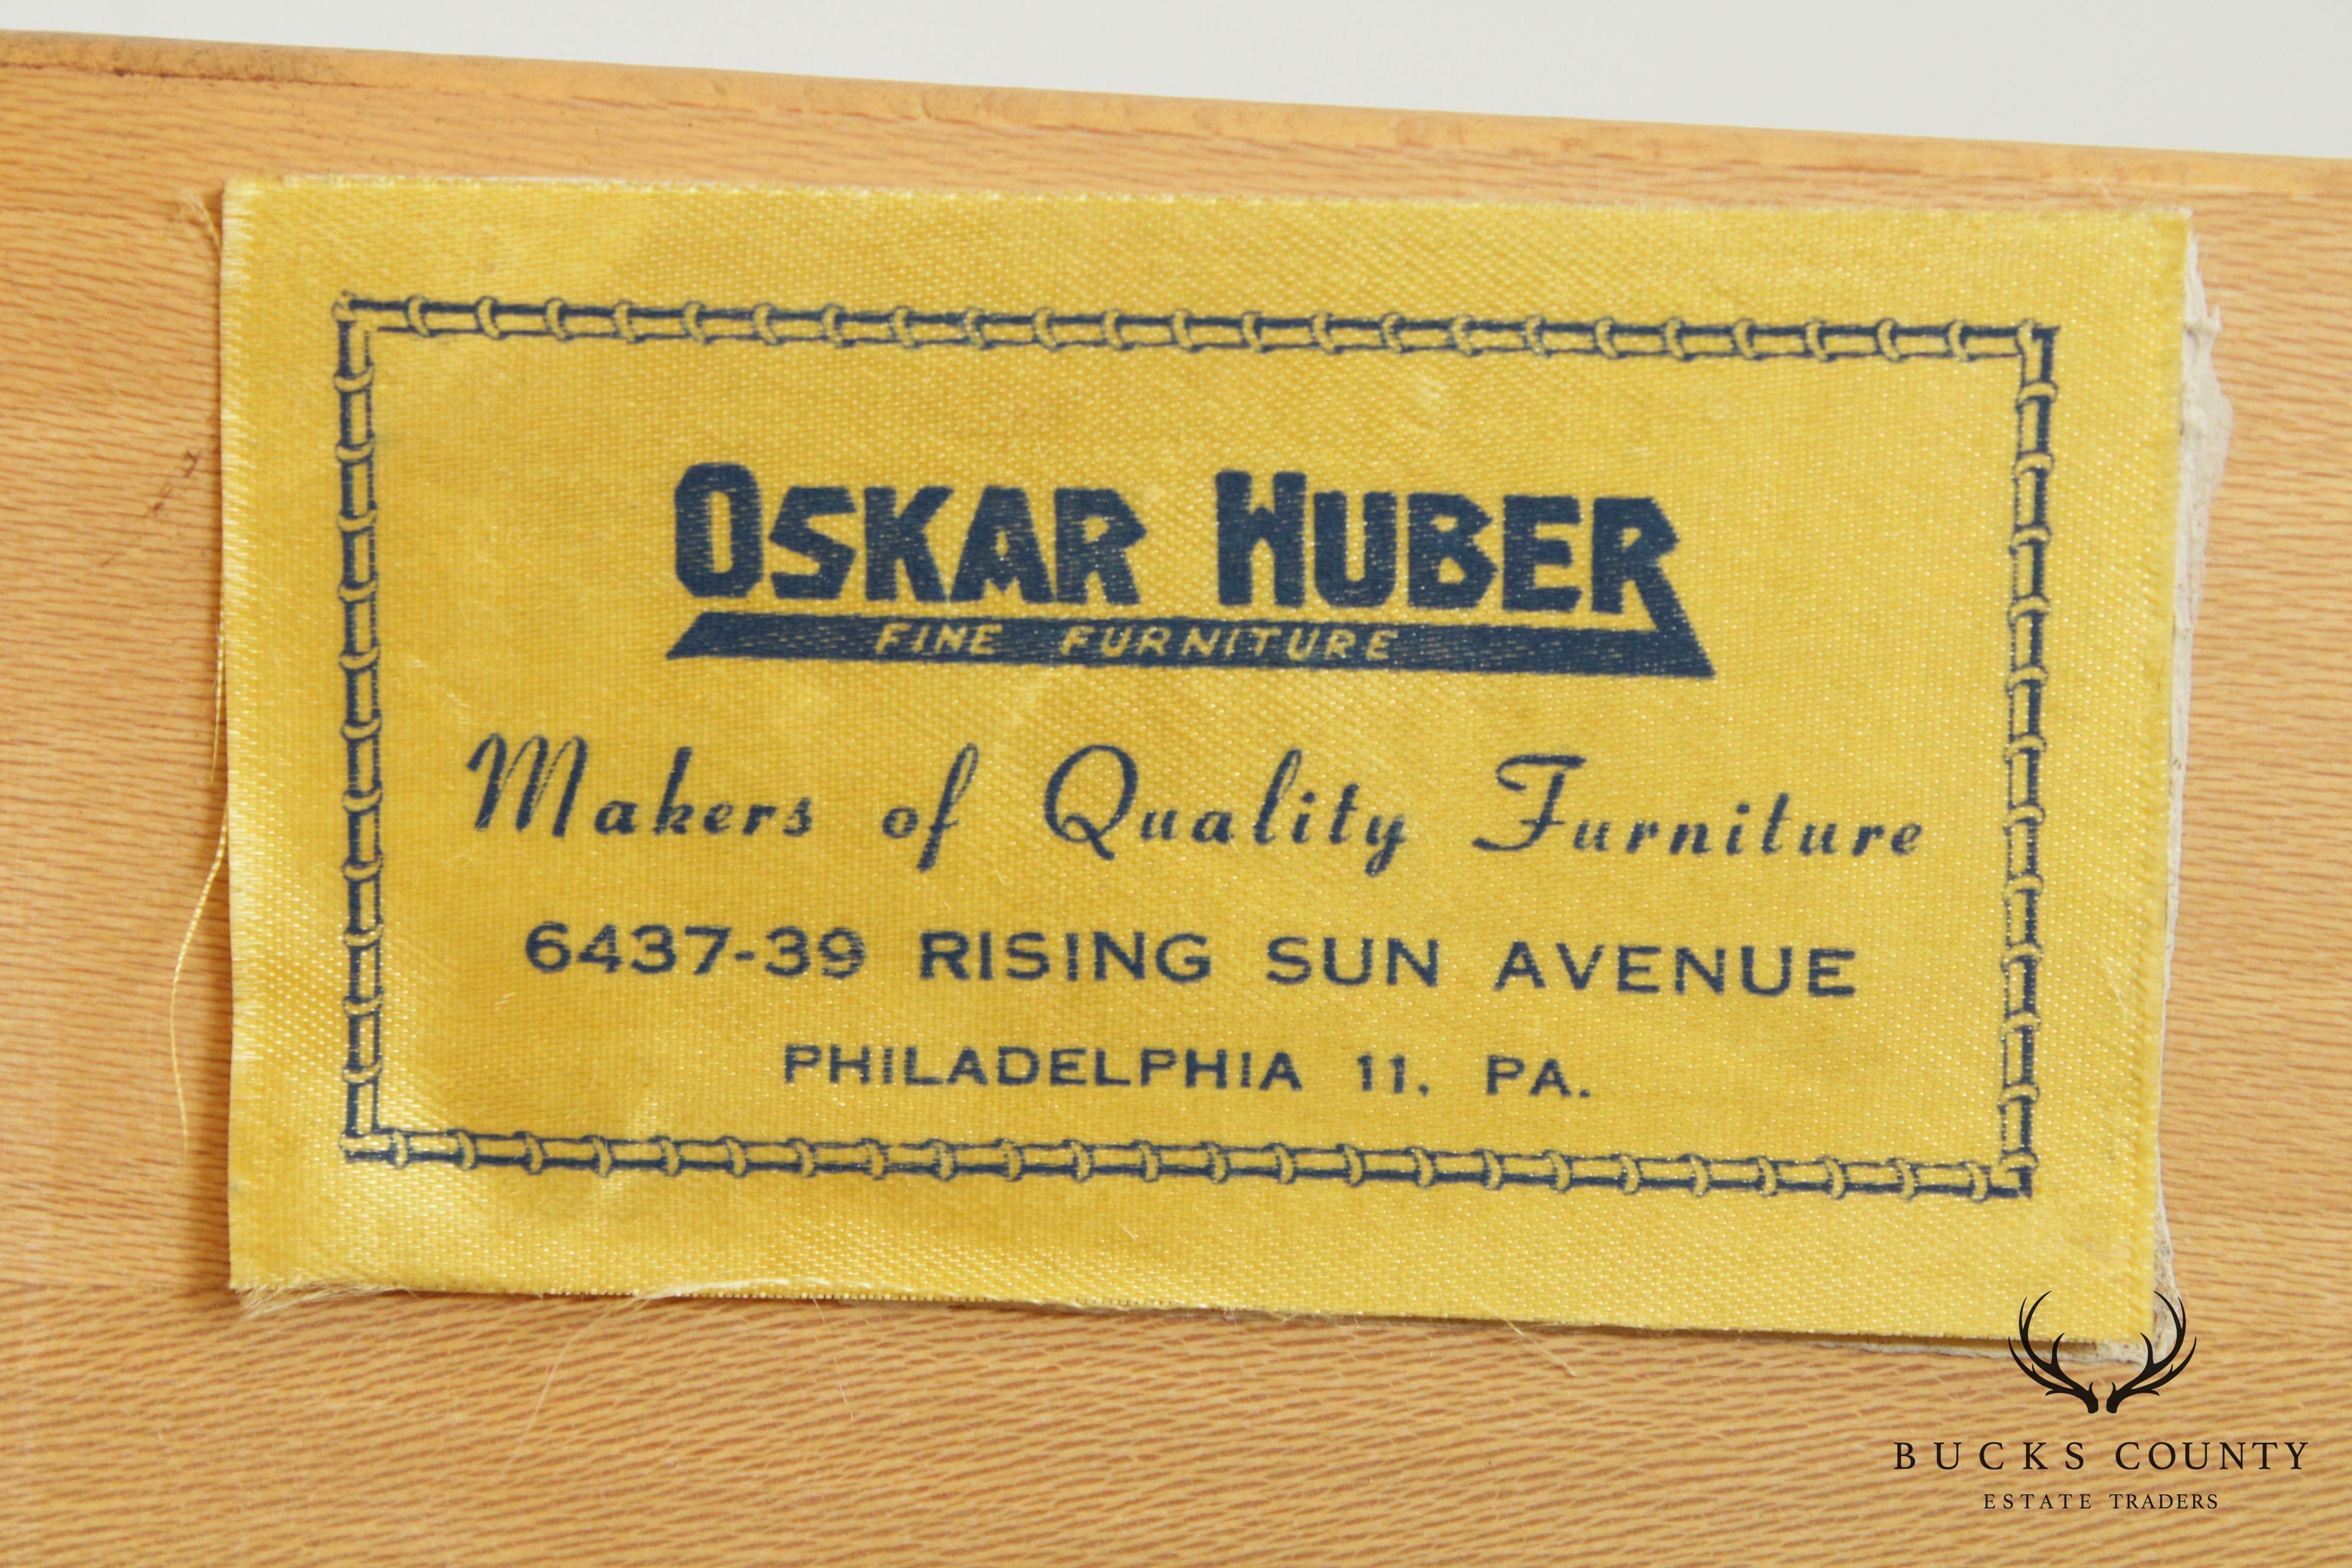 OSKAR HUBER
FINE FURNITURE
Makers of Quality Furniture
6437-39 RISING SUN AVENUE
PHILADELPHIA 11, PA.
BUCKS COUNTY
ESTATE TRADERS